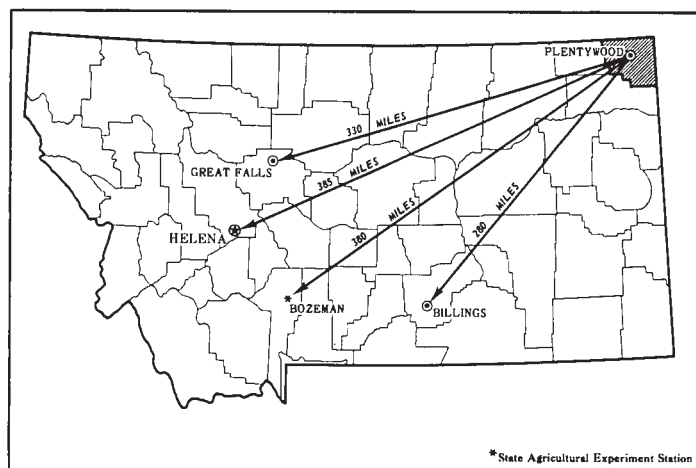 PLENTYWOOD
330 MILES
GREAT FALLS
385 MILES
HELENA
380 MILES
280 MILES
BOZEMAN
BILLINGS
*State Agricultural Experiment Station